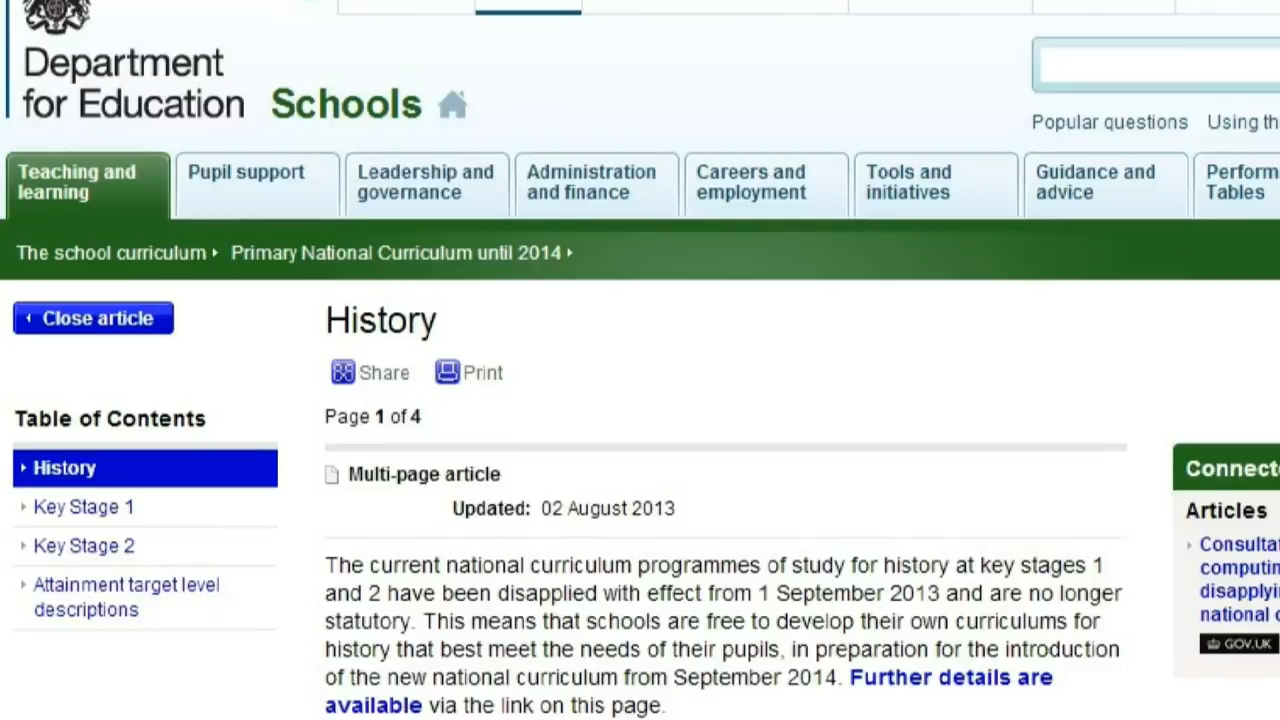 Department
for Education Schools
Popular questions Using
Teaching and
learning
Pupil support
Leadership and
governance
Administration
and finance
Careers and
employment
Tools and
initiatives
Guidance and
advice
Tables
The school curriculum Primary National Curriculum until 2014
Close article
History
Share Print
Page 1 of 4
Table of Contents
History
Key Stage 1
Key Stage 2
Attainment target level
descriptions
Multi-page article
Updated: 02 August 2013
The current national curriculum programmes of study for history at key stages 1
and 2 have been disapplied with effect from 1 September 2013 and are no longer
statutory. This means that schools are free to develop their own curriculums for
history that best meet the needs of their pupils, in preparation for the introduction
of the new national curriculum from September 2014. Further details are
available via the link on this page.
Articles
national
GOV.UK